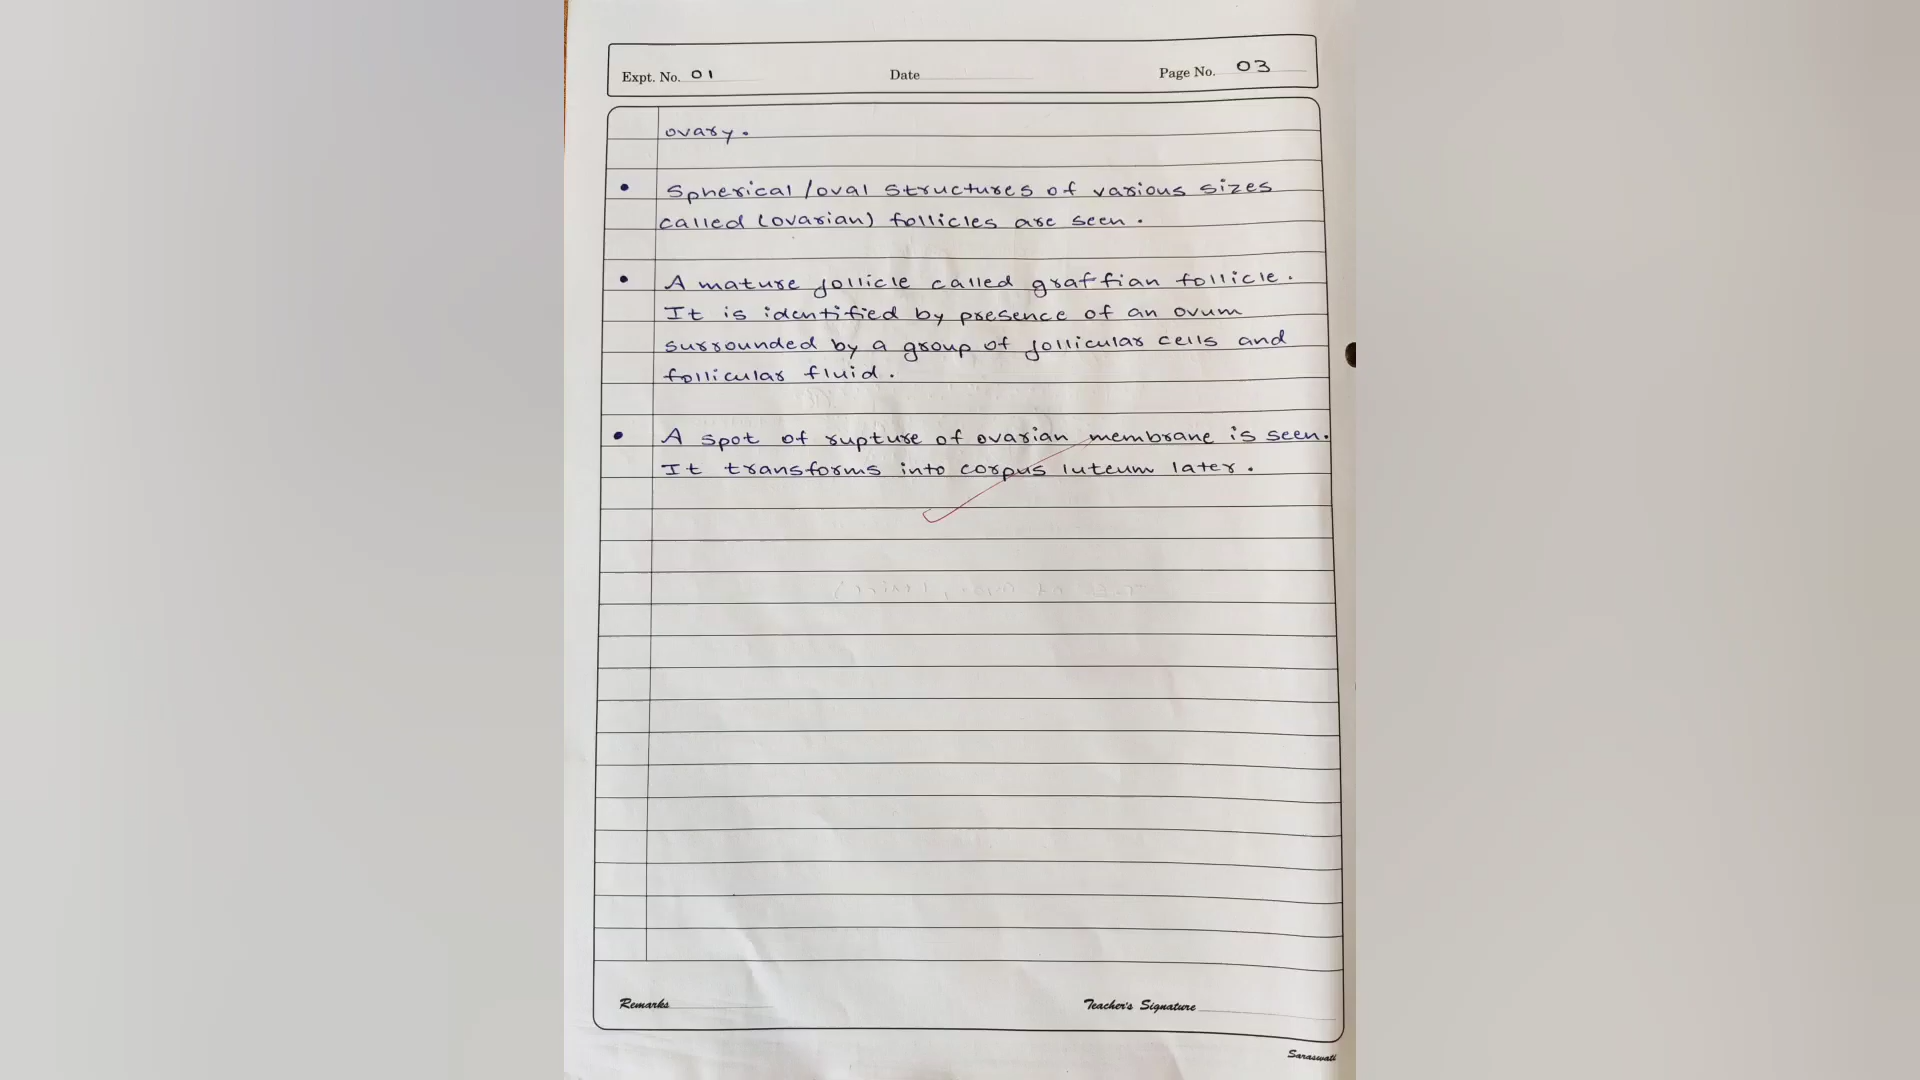 Expt. No. 01 Date Page No. 03
ovary.
• Spherical/oval structures of various sizes
called (ovarian) follicles are seen.
• A mature follicle called graffian follicle.
It is identified by presence of an ovum
surrounded by a group of follicular cells and
follicular fluid.
• A spot of rupture of ovarian membrane is seen.
It transforms into corpus luteum later.
Remarks Teacher's Signature
Saraswati